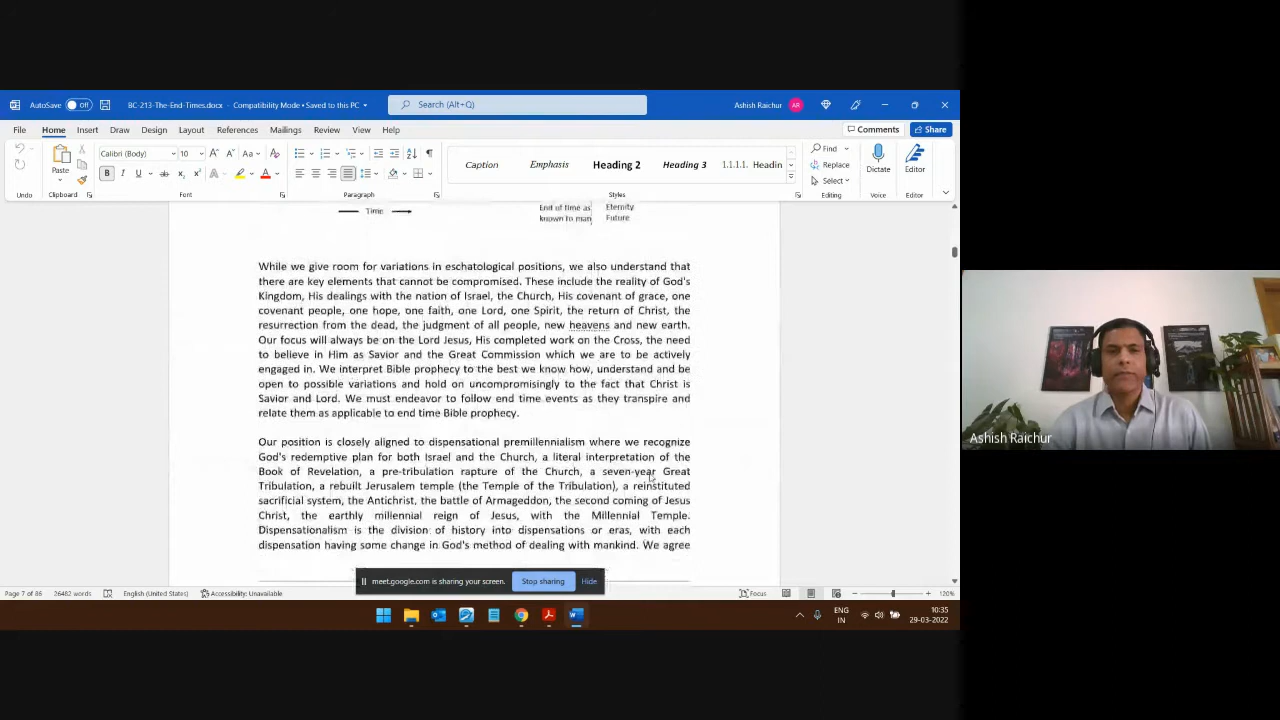 AutoSave Off BC-213-The-End-Times.docx - Compatibility Mode • Saved to this PC Search (Alt+Q) Ashish Raichur AR
File Home Insert Draw Design Layout References Mailings Review View Help Comments Share
Paste Calibri (Body) 10 Caption Emphasis Heading 2 Heading 3 1.1.1.1. Headin Find Replace Select Dictate Editor
Undo Clipboard Font Paragraph Styles Voice Editor
Time
End of time as
known to man
Eternity
Future
While we give room for variations in eschatological positions, we also understand that
there are key elements that cannot be compromised. These include the reality of God's
Kingdom, His dealings with the nation of Israel, the Church, His covenant of grace, one
covenant people, one hope, one faith, one Lord, one Spirit, the return of Christ, the
resurrection from the dead, the judgment of all people, new heavens and new earth.
Our focus will always be on the Lord Jesus, His completed work on the Cross, the need
to believe in Him as Savior and the Great Commission which we are to be actively
engaged in. We interpret Bible prophecy to the best we know how, understand and be
open to possible variations and hold on uncompromisingly to the fact that Christ is
Savior and Lord. We must endeavor to follow end time events as they transpire and
relate them as applicable to end time Bible prophecy.
Our position is closely aligned to dispensational premillennialism where we recognize
God's redemptive plan for both Israel and the Church, a literal interpretation of the
Book of Revelation, a pre-tribulation rapture of the Church, a seven-year Great
Tribulation, a rebuilt Jerusalem temple (the Temple of the Tribulation), a reinstituted
sacrificial system, the Antichrist, the battle of Armageddon, the second coming of Jesus
Christ, the earthly millennial reign of Jesus, with the Millennial Temple.
Dispensationalism is the division of history into dispensations or eras, with each
dispensation having some change in God's method of dealing with mankind. We agree
meet.google.com is sharing your screen. Stop sharing Hide
Page 7 of 86 26482 words English (United States) Accessibility: Unavailable Focus 120%
ENG
IN
10:35
29-03-2022
Ashish Raichur